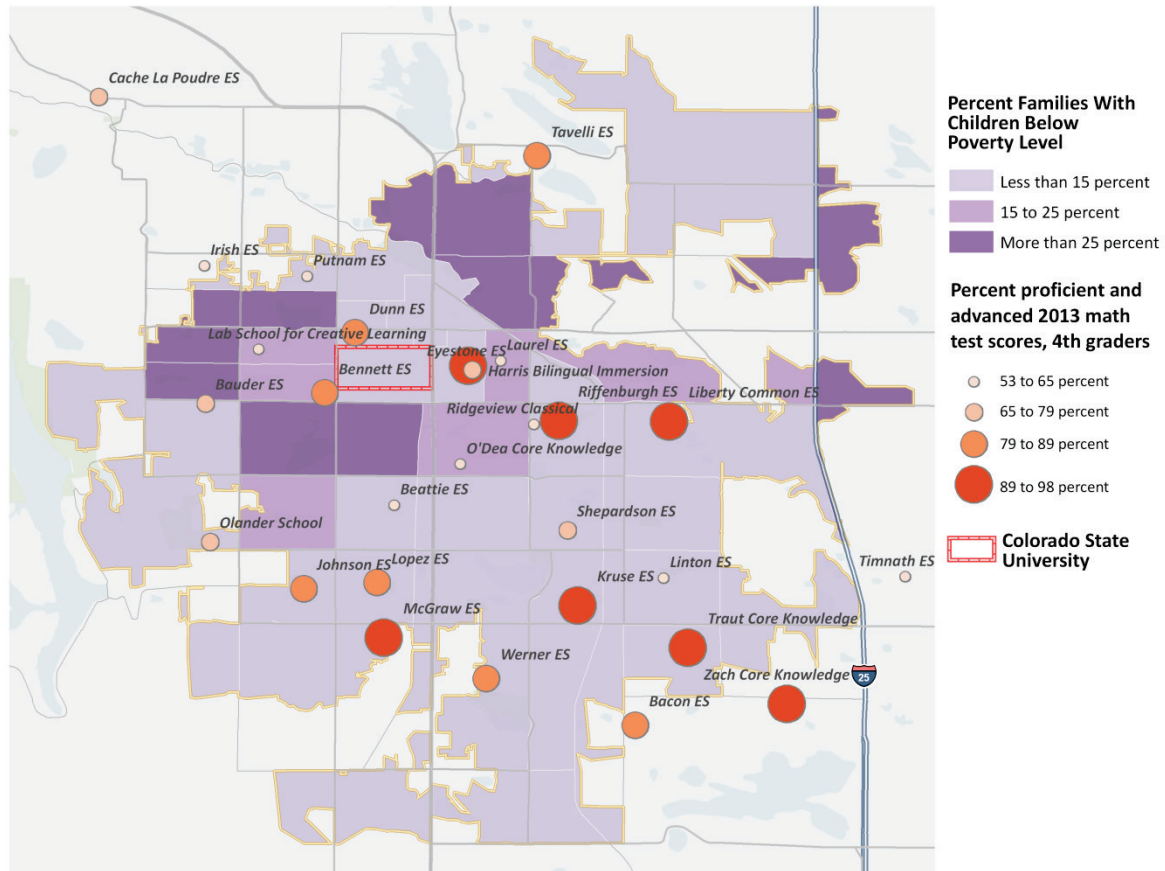 Cache La Poudre ES
Tavelli ES
Irish ES
Putnam ES
Dunn ES
Lab School for Creative Learning
Laurel ES
Eyestone ES
Bennett ES
Harris Bilingual Immersion
Bauder ES
Riffenburgh ES
Liberty Common ES
Ridgeview Classical
O'Dea Core Knowledge
Beattie ES
Olander School
Shepardson ES
Johnson ES
Lopez ES
Kruse ES
Linton ES
Timnath ES
McGraw ES
Traut Core Knowledge
Werner ES
Zach Core Knowledge
25
Bacon ES
Percent Families With
Children Below
Poverty Level
Less than 15 percent
15 to 25 percent
More than 25 percent
Percent proficient and
advanced 2013 math
test scores, 4th graders
53 to 65 percent
65 to 79 percent
79 to 89 percent
89 to 98 percent
Colorado State
University